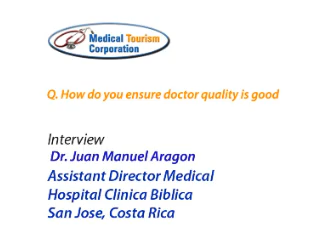 Medical Tourism
Corporation
Q. How do you ensure doctor quality is good
Interview
Dr. Juan Manuel Aragon
Assistant Director Medical
Hospital Clinica Biblica
San Jose, Costa Rica